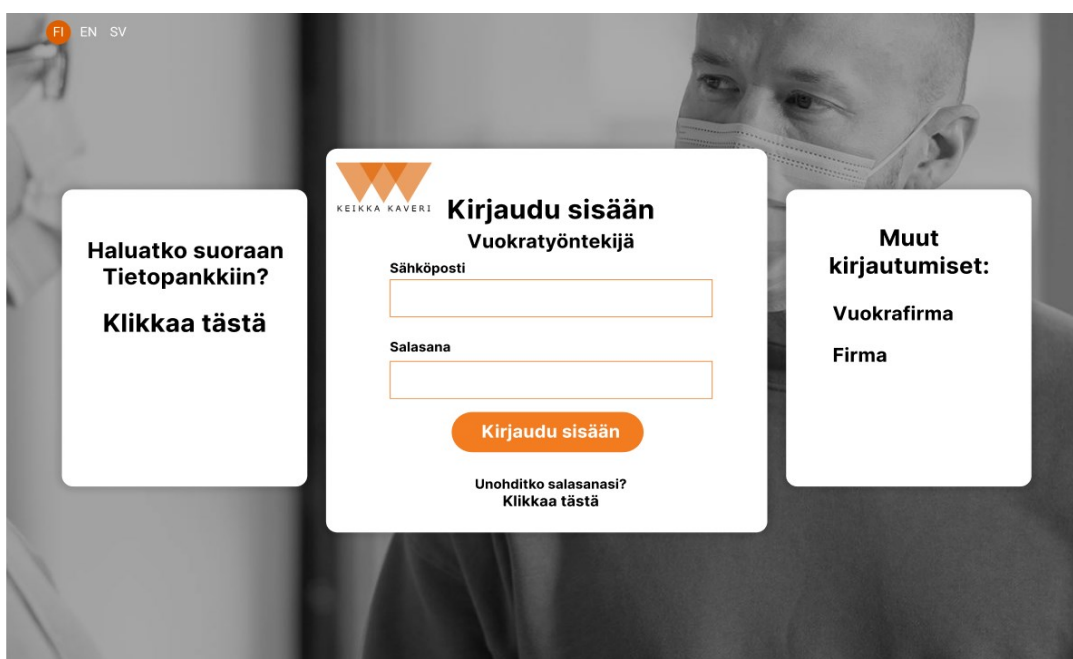 FI EN SV
Haluatko suoraan
Tietopankkiin?
Klikkaa tästä
KEIKKA KAVERI
Kirjaudu sisään
Vuokratyöntekijä
Sähköposti
Salasana
Kirjaudu sisään
Unohditko salasanasi?
Klikkaa tästä
Muut
kirjautumiset:
Vuokrafirma
Firma